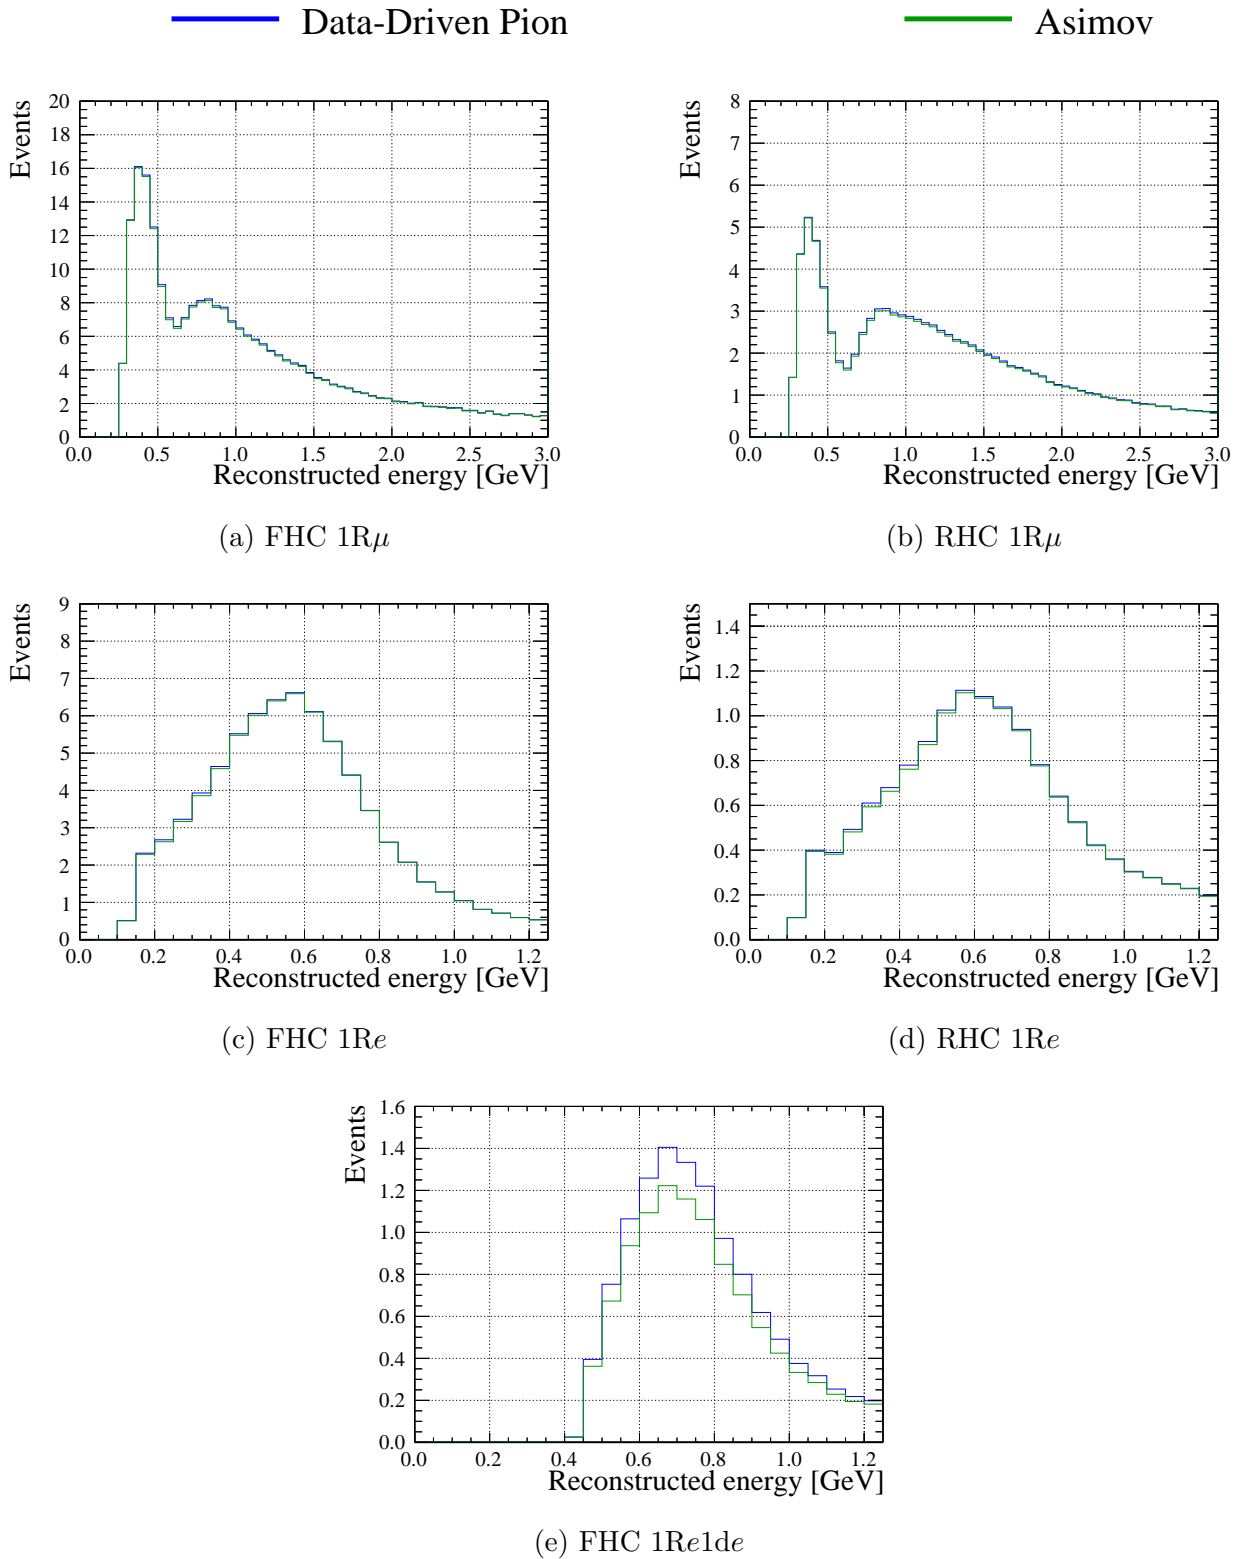 Data-Driven Pion
Asimov
Events
20
18
16
14
12
10
8
6
4
2
0
0.0 0.5 1.0 1.5 2.0 2.5 3.0
Reconstructed energy [GeV]
(a) FHC 1Rμ
Events
8
7
6
5
4
3
2
1
0
0.0 0.5 1.0 1.5 2.0 2.5 3.0
Reconstructed energy [GeV]
(b) RHC 1Rμ
Events
9
8
7
6
5
4
3
2
1
0
0.0 0.2 0.4 0.6 0.8 1.0 1.2
Reconstructed energy [GeV]
(c) FHC 1Re
Events
1.4
1.2
1.0
0.8
0.6
0.4
0.2
0.0
0.0 0.2 0.4 0.6 0.8 1.0 1.2
Reconstructed energy [GeV]
(d) RHC 1Re
Events
1.6
1.4
1.2
1.0
0.8
0.6
0.4
0.2
0.0
0.0 0.2 0.4 0.6 0.8 1.0 1.2
Reconstructed energy [GeV]
(e) FHC 1Re1de